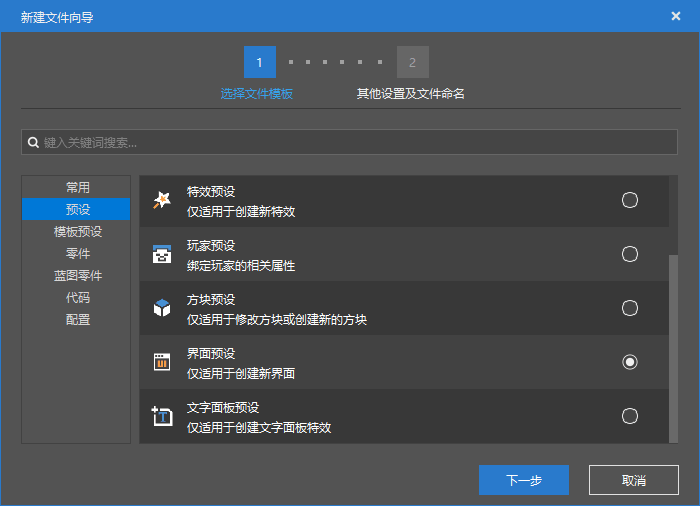 新建文件向导
1
2
选择文件模板
其他设置及文件命名
键入关键词搜索...
常用
预设
模板预设
零件
蓝图零件
代码
配置
特效预设
仅适用于创建新特效
玩家预设
绑定玩家的相关属性
方块预设
仅适用于修改方块或创建新的方块
界面预设
仅适用于创建新界面
文字面板预设
仅适用于创建文字面板特效
下一步
取消